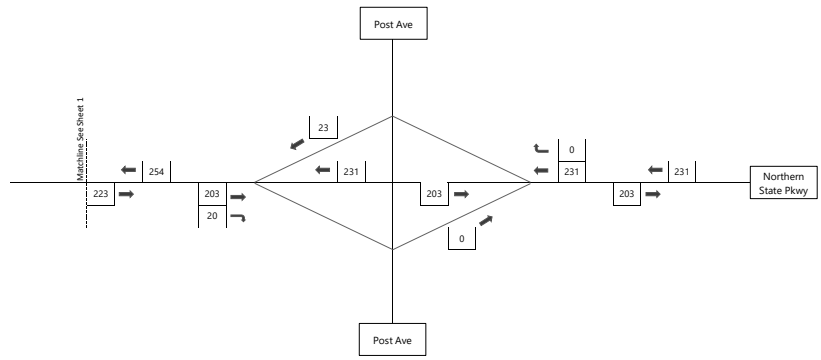 Post Ave
Matchline See Sheet 1
23
0
254
231
231
231
223
203
203
203
20
0
Northern
State Pkwy
Post Ave